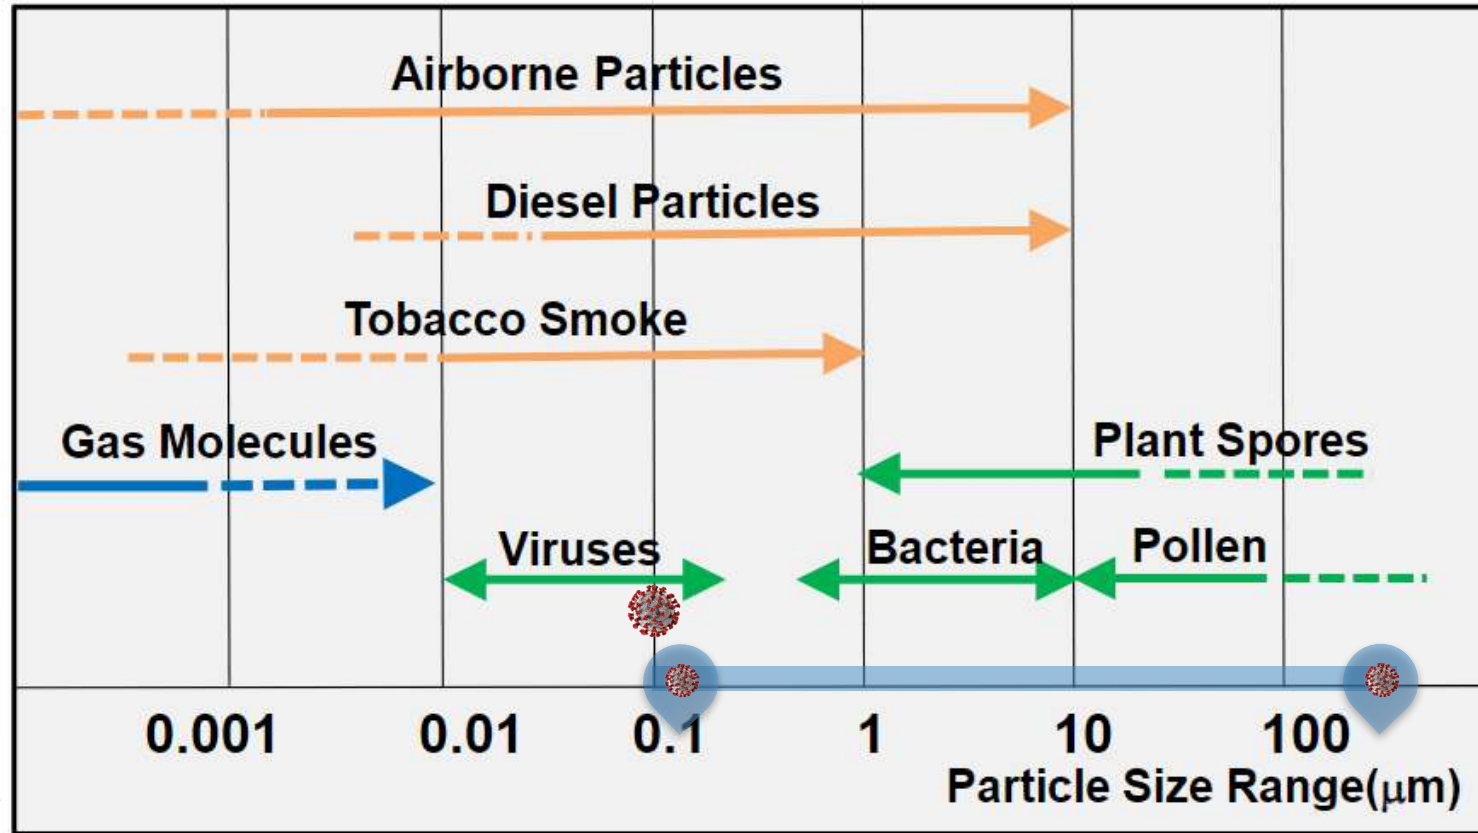 Airborne Particles
Diesel Particles
Tobacco Smoke
Gas Molecules
Plant Spores
Viruses
Bacteria
Pollen
0.001 0.01 0.1 1 10 100
Particle Size Range(μm)